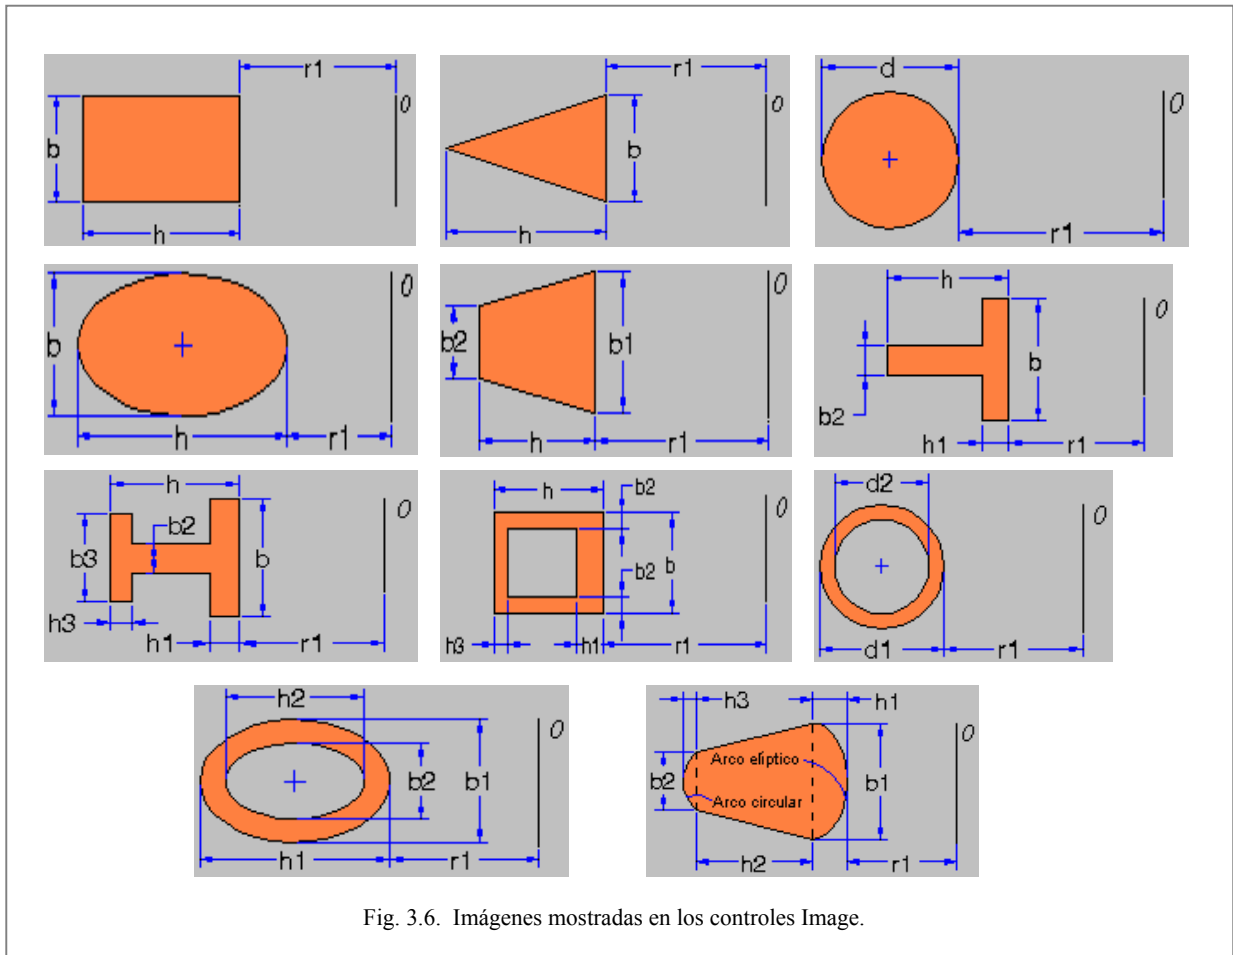 r1
0
b
h
r1
0
b
h
d
0
r1
0
b
h
r1
0
b2
b1
h
r1
h
0
b
b2
h1
r1
h
0
b2
b3
b
h3
h1
r1
b2
h
0
b2
b
h3
h1
r1
d2
0
d1
r1
h2
0
b2
b1
h1
r1
h3
h1
0
Arco elíptico
b2
b1
Arco circular
h2
r1
Fig. 3.6. Imágenes mostradas en los controles Image.